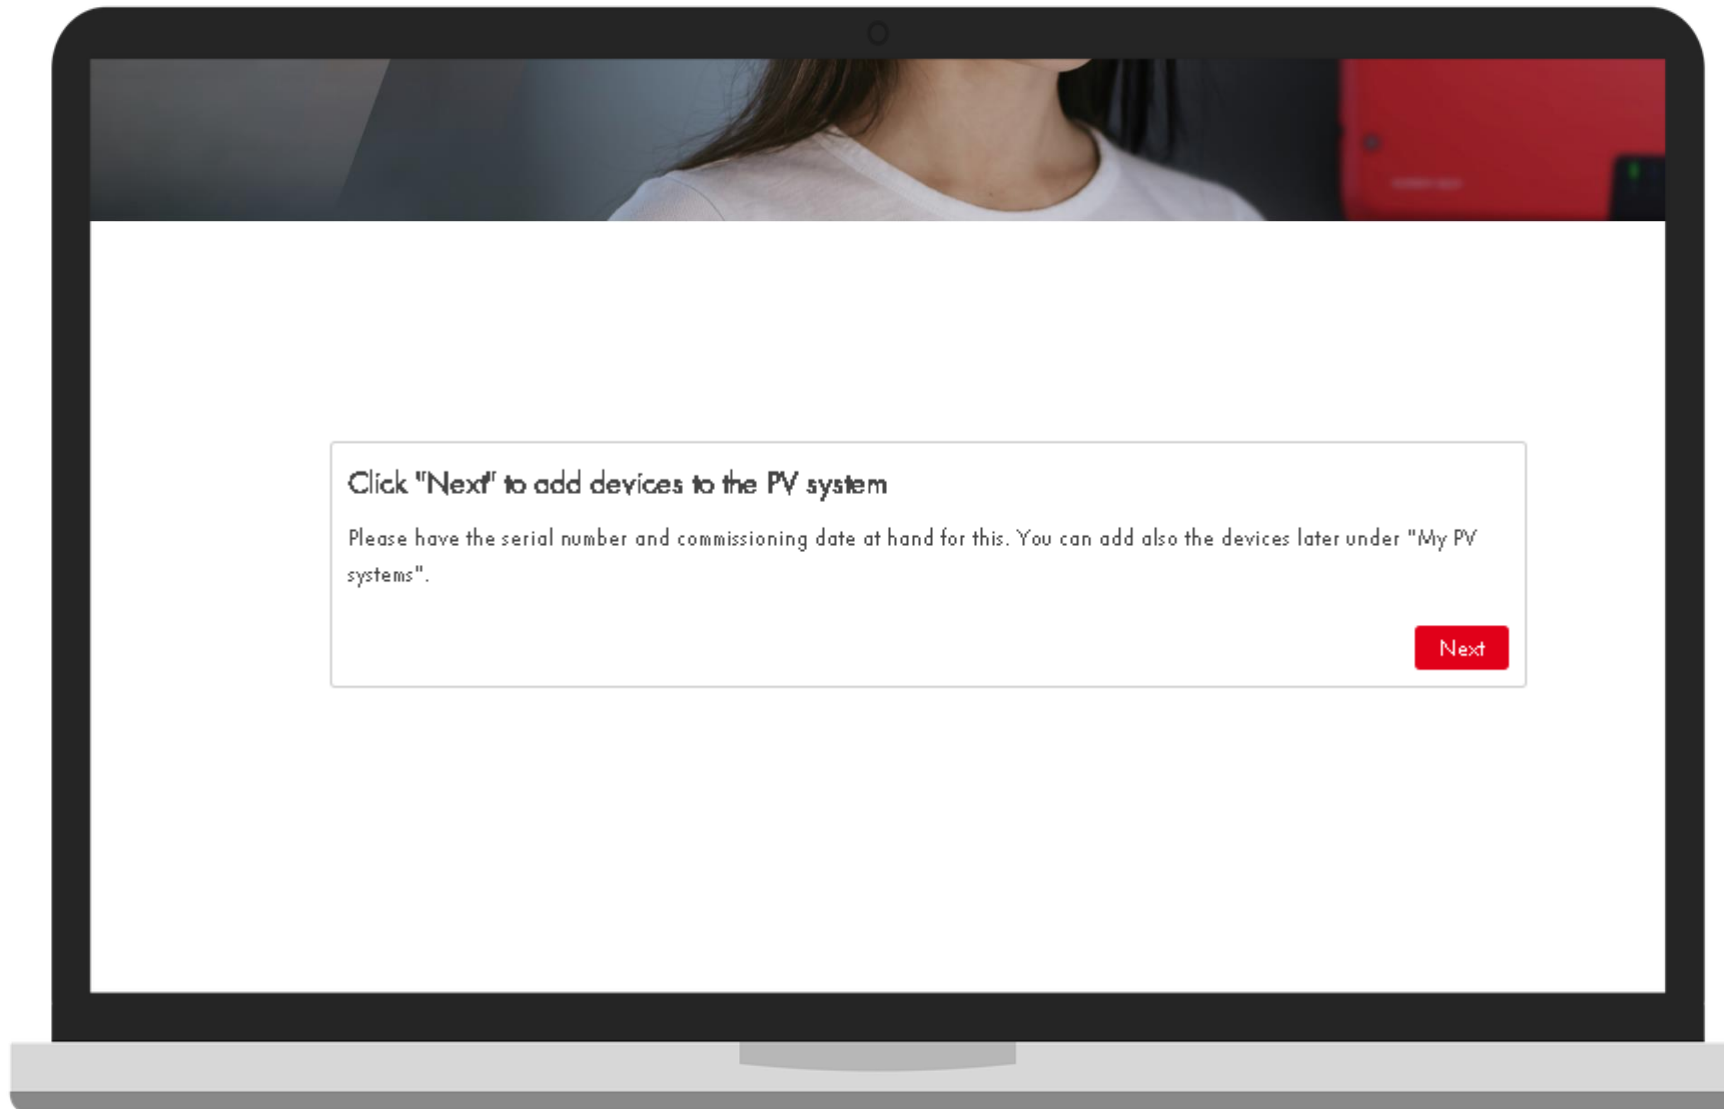 Click "Next" to add devices to the PV system
Please have the serial number and commissioning date at hand for this. You can add also the devices later under "My PV
systems".
Next